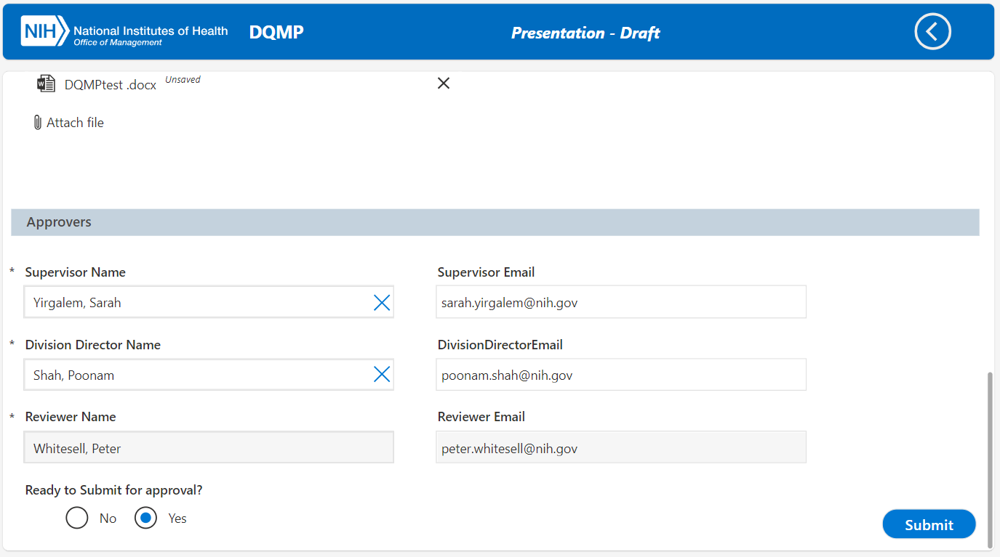 NIH National Institutes of Health DQMP Presentation - Draft
Office of Management
DQMPtest .docx Unsaved
Attach file
Approvers
* Supervisor Name Supervisor Email
Yirgalem, Sarah sarah.yirgalem@nih.gov
* Division Director Name DivisionDirectorEmail
Shah, Poonam poonam.shah@nih.gov
* Reviewer Name Reviewer Email
Whitesell, Peter peter.whitesell@nih.gov
Ready to Submit for approval?
No Yes
Submit